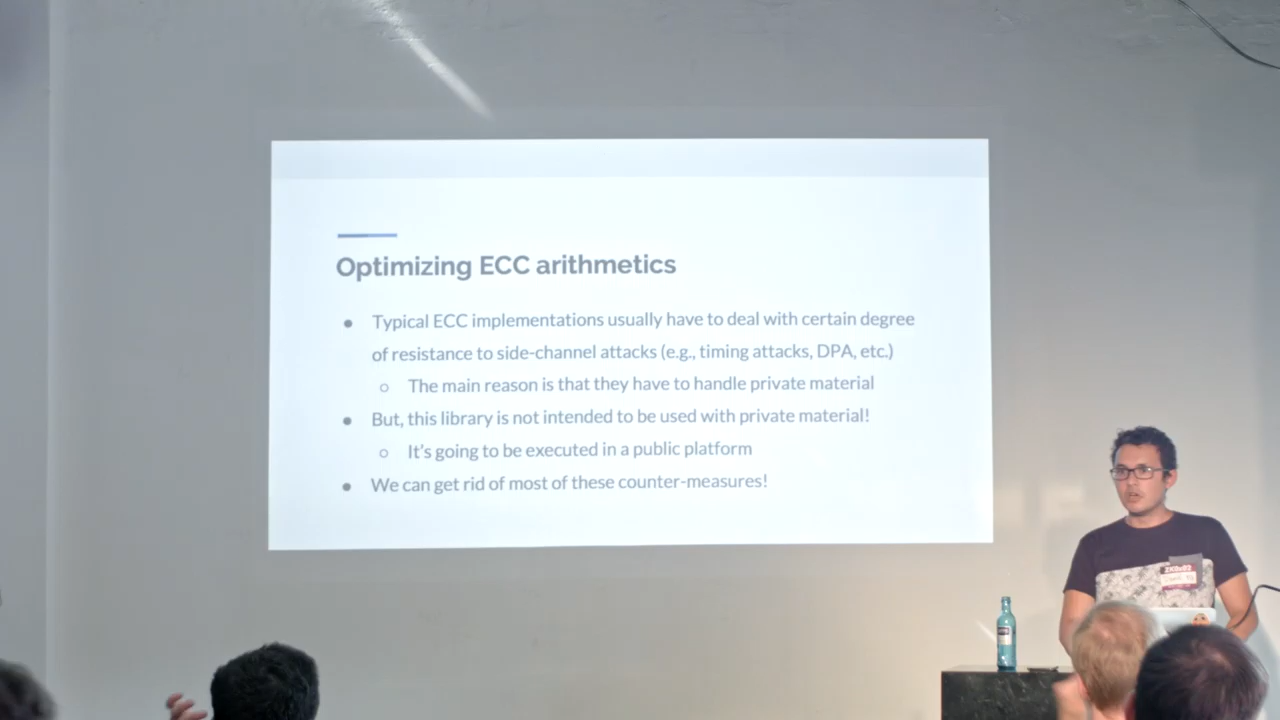 Optimizing ECC arithmetics
● Typical ECC implementations usually have to deal with certain degree
of resistance to side-channel attacks (e.g., timing attacks, DPA, etc.)
○ The main reason is that they have to handle private material
● But, this library is not intended to be used with private material!
○ It's going to be executed in a public platform
● We can get rid of most of these counter-measures!